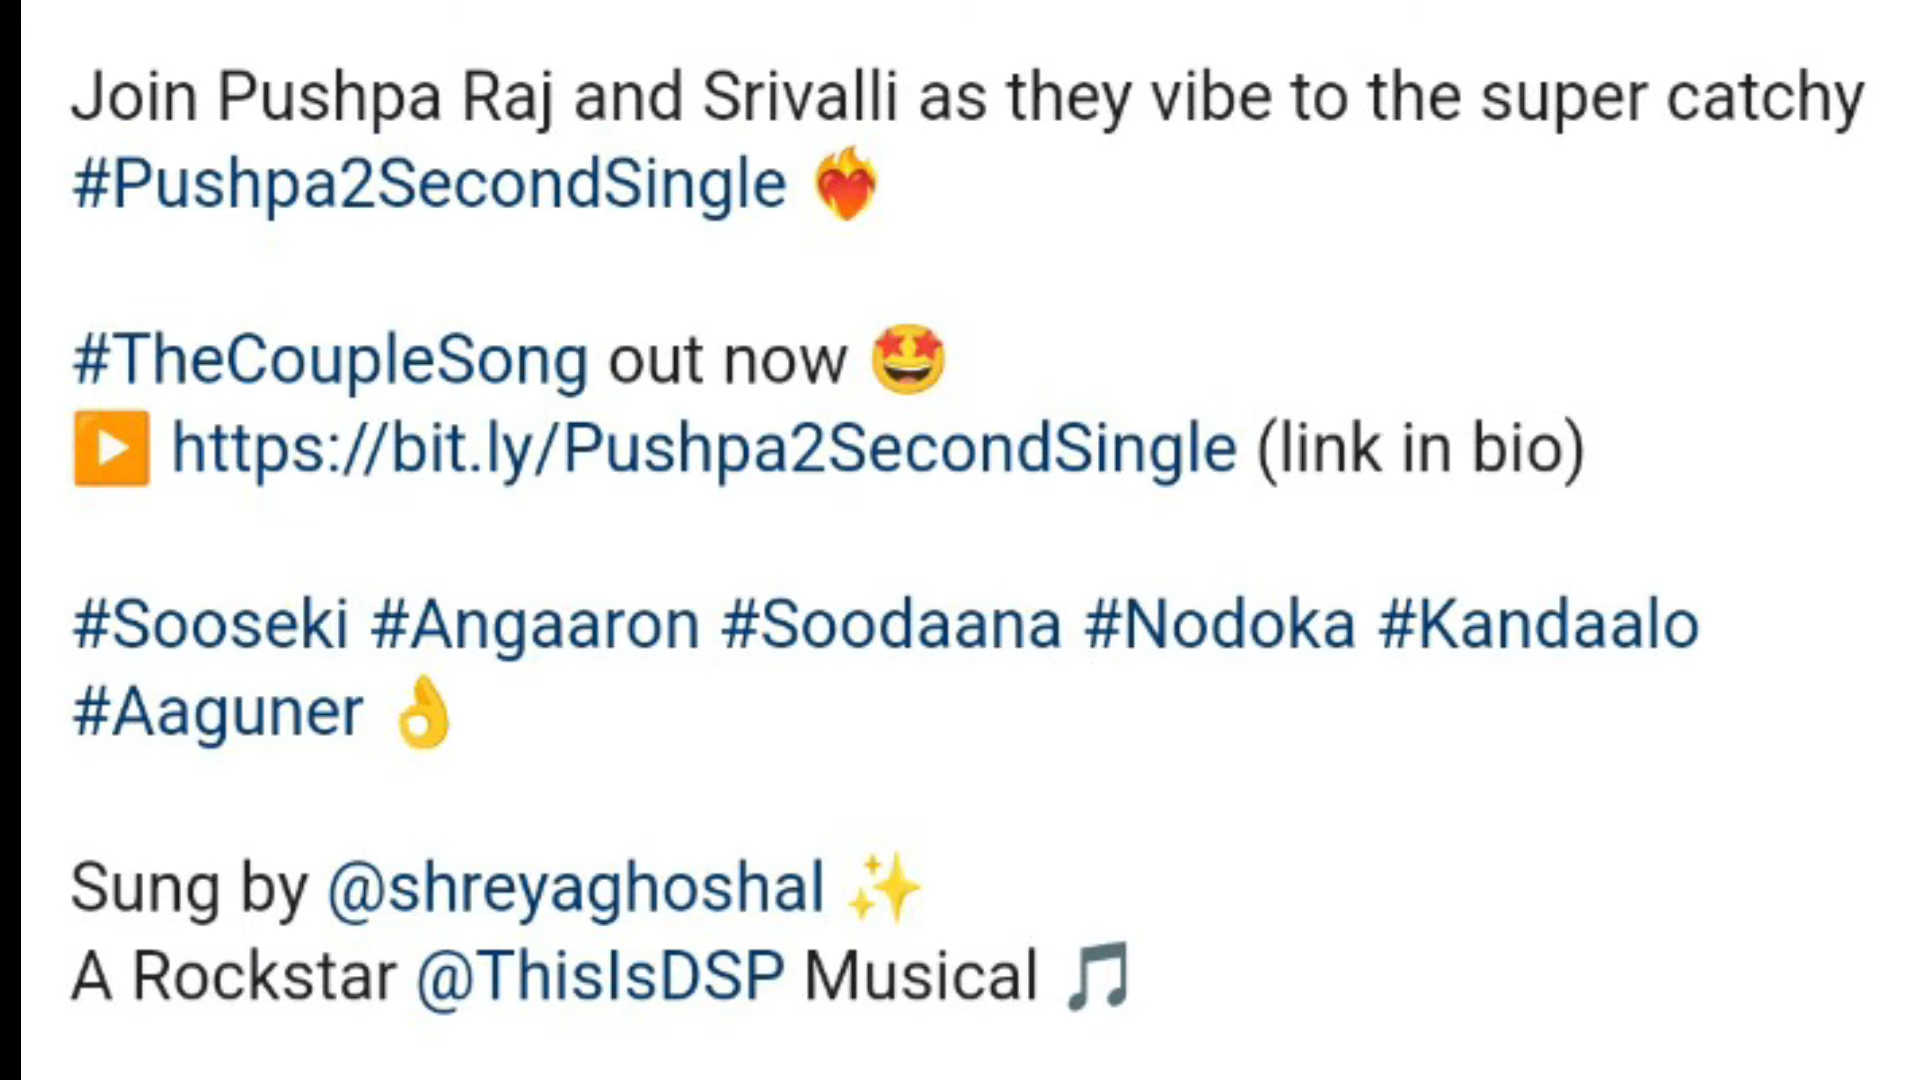 Join Pushpa Raj and Srivalli as they vibe to the super catchy
#Pushpa2SecondSingle ❤️‍🔥
#TheCoupleSong out now 🤩
▶️ https://bit.ly/Pushpa2SecondSingle (link in bio)
#Sooseki #Angaaron #Soodaana #Nodoka #Kandaalo
#Aaguner 👌
Sung by @shreyaghoshal ✨
A Rockstar @ThisIsDSP Musical 🎵